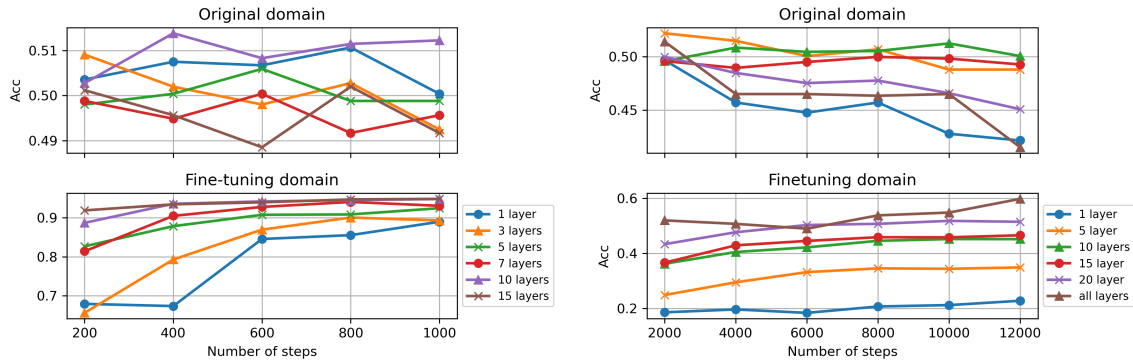 Original domain
Acc
0.51
0.50
0.49
Fine-tuning domain
0.9
0.8
0.7
200
400
600
800
1000
Number of steps
1 layer
3 layers
5 layers
7 layers
10 layers
15 layers
Original domain
Acc
0.50
0.45
Finetuning domain
Acc
0.6
0.4
0.2
2000
4000
6000
8000
10000
12000
Number of steps
1 layer
5 layer
10 layer
15 layer
20 layer
all layers